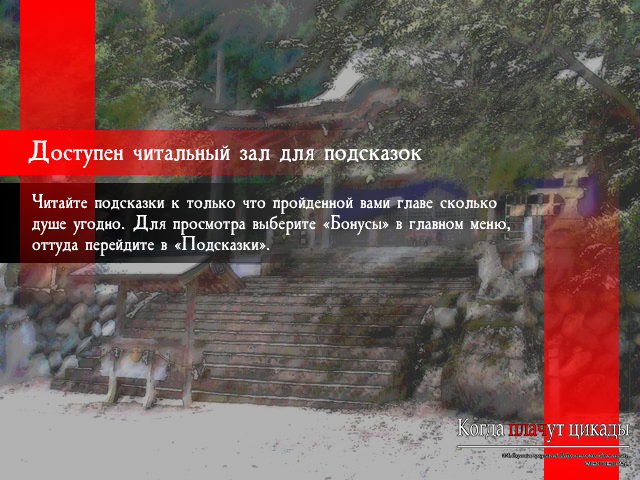 Доступен читальный зал для подсказок
Читайте подсказки к только что пройденной вами главе сколько
душе угодно. Для просмотра выберите «Бонусы» в главном меню,
оттуда перейдите в «Подсказки».
Когда плачут цикады